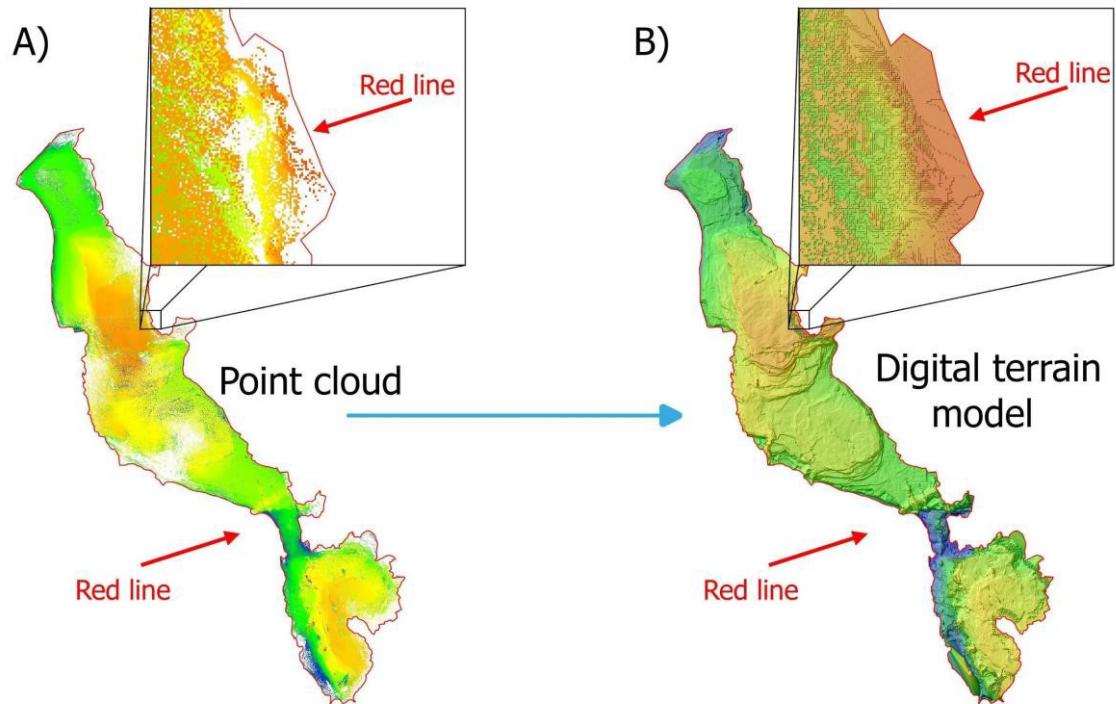 A)
Red line
Point cloud
Red line
B)
Red line
Digital terrain
model
Red line